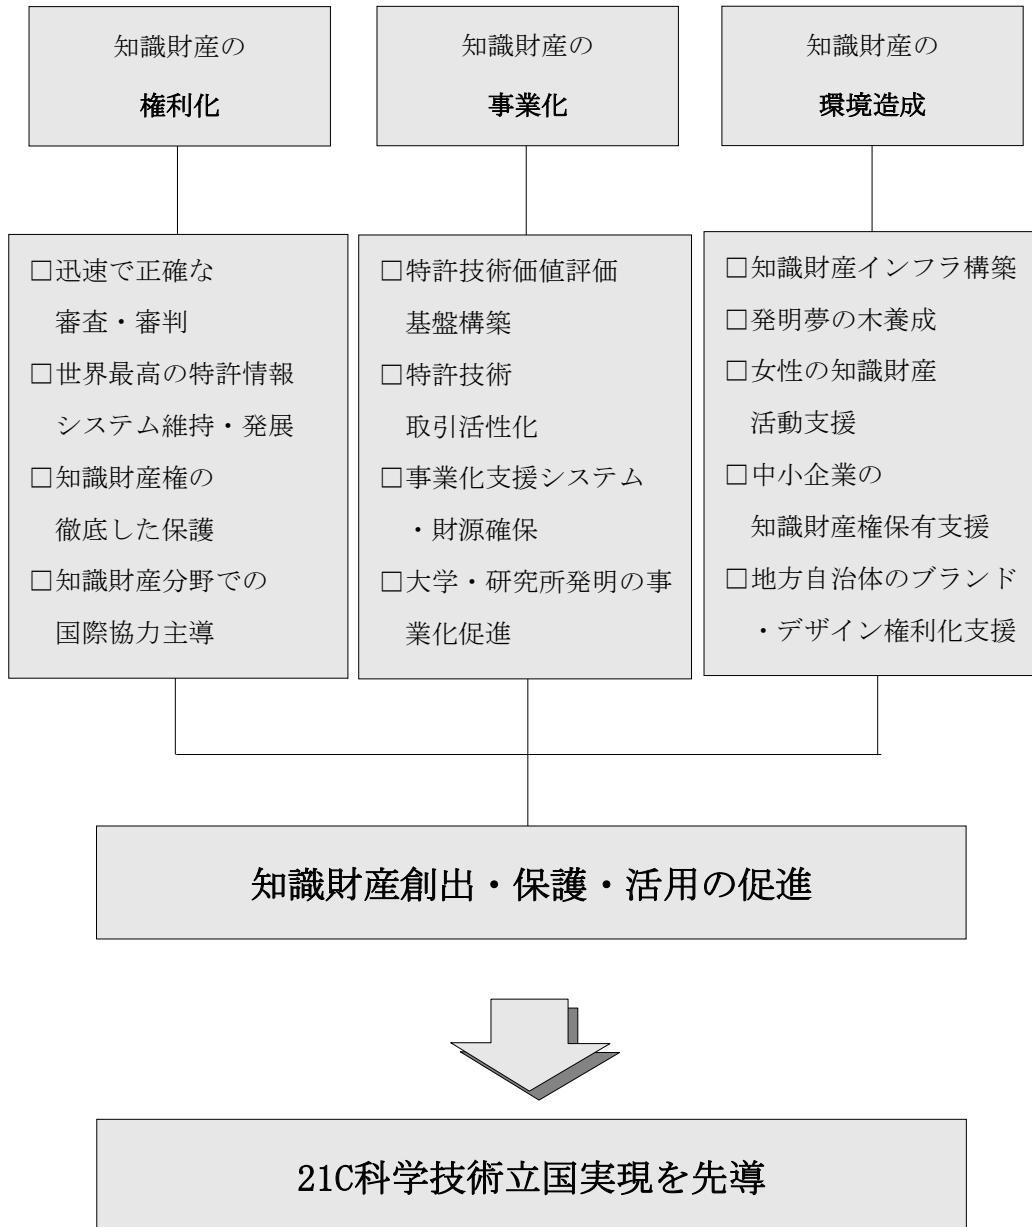 知識財産の
権利化
知識財産の
事業化
知識財産の
環境造成
□迅速で正確な
審査・審判
□世界最高の特許情報
システム維持・発展
□知識財産権の
徹底した保護
□知識財産分野での
国際協力主導
□特許技術価値評価
基盤構築
□特許技術
取引活性化
□事業化支援システム
・財源確保
□大学・研究所発明の事
業化促進
□知識財産インフラ構築
□発明夢の木養成
□女性の知識財産
活動支援
□中小企業の
知識財産権保有支援
□地方自治体のブランド
・デザイン権利化支援
知識財産創出・保護・活用の促進
21C科学技術立国実現を先導